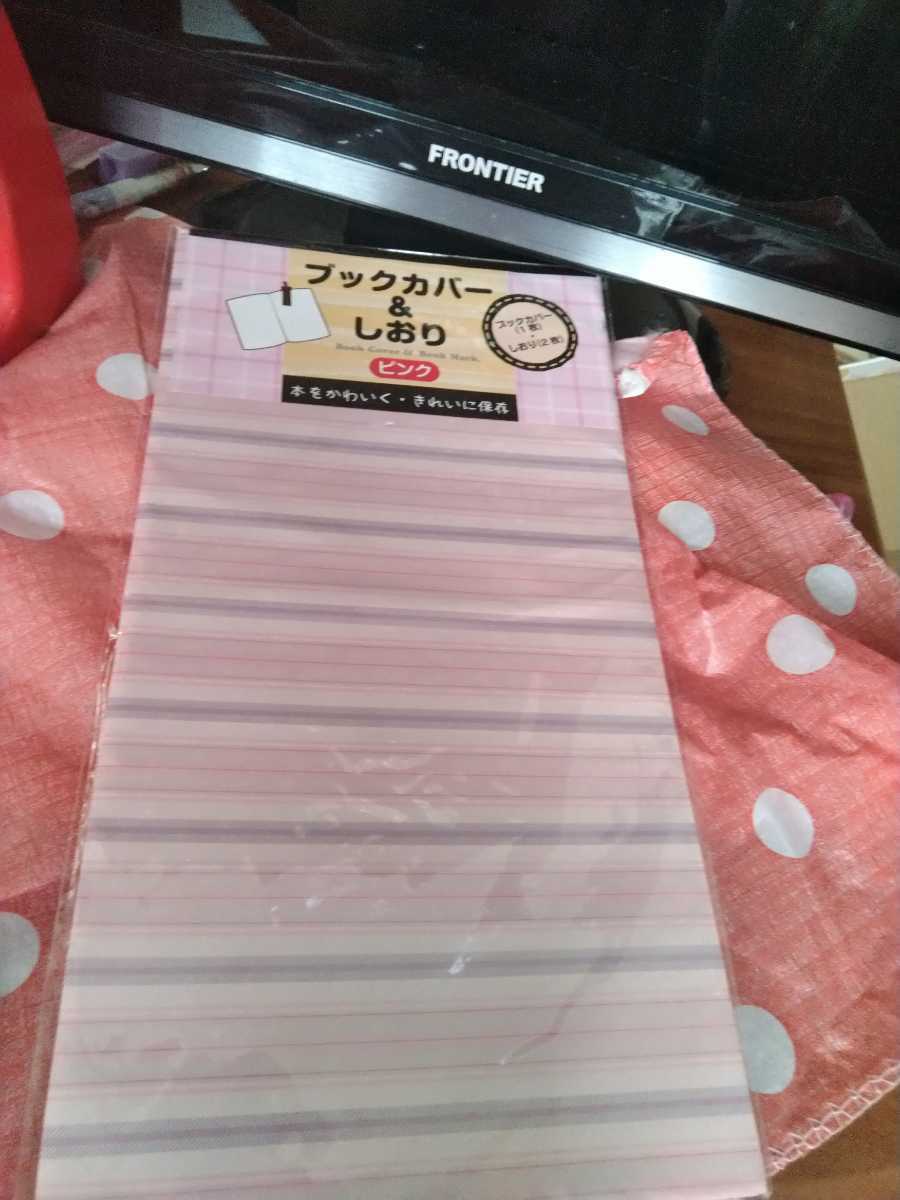 FRONTIER
ブックカバー
&
しおり
Book Cover & Book Mark.
ピンク
本をかわいく・きれいに保存
ブックカバー
(1枚)
・
しおり(2枚)